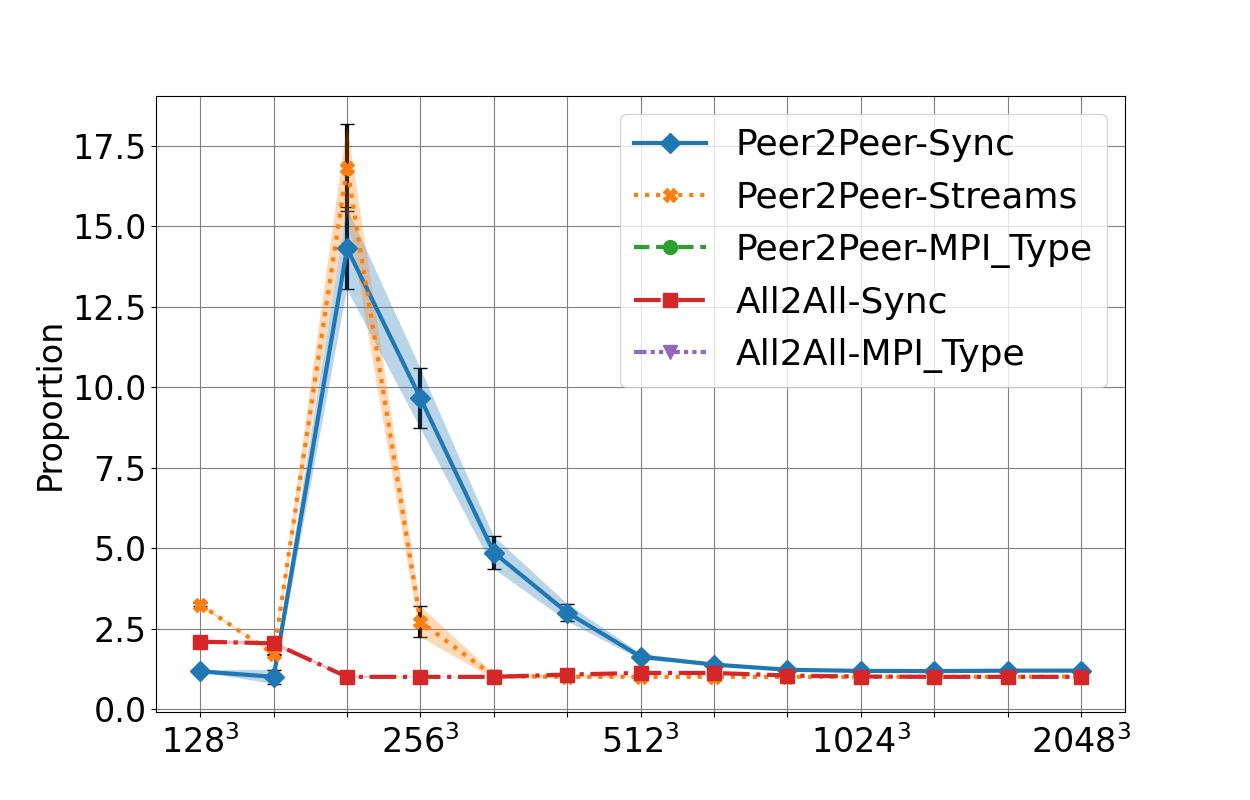 Proportion
17.5
15.0
12.5
10.0
7.5
5.0
2.5
0.0
128³
256³
512³
1024³
2048³
Peer2Peer-Sync
Peer2Peer-Streams
Peer2Peer-MPI_Type
All2All-Sync
All2All-MPI_Type